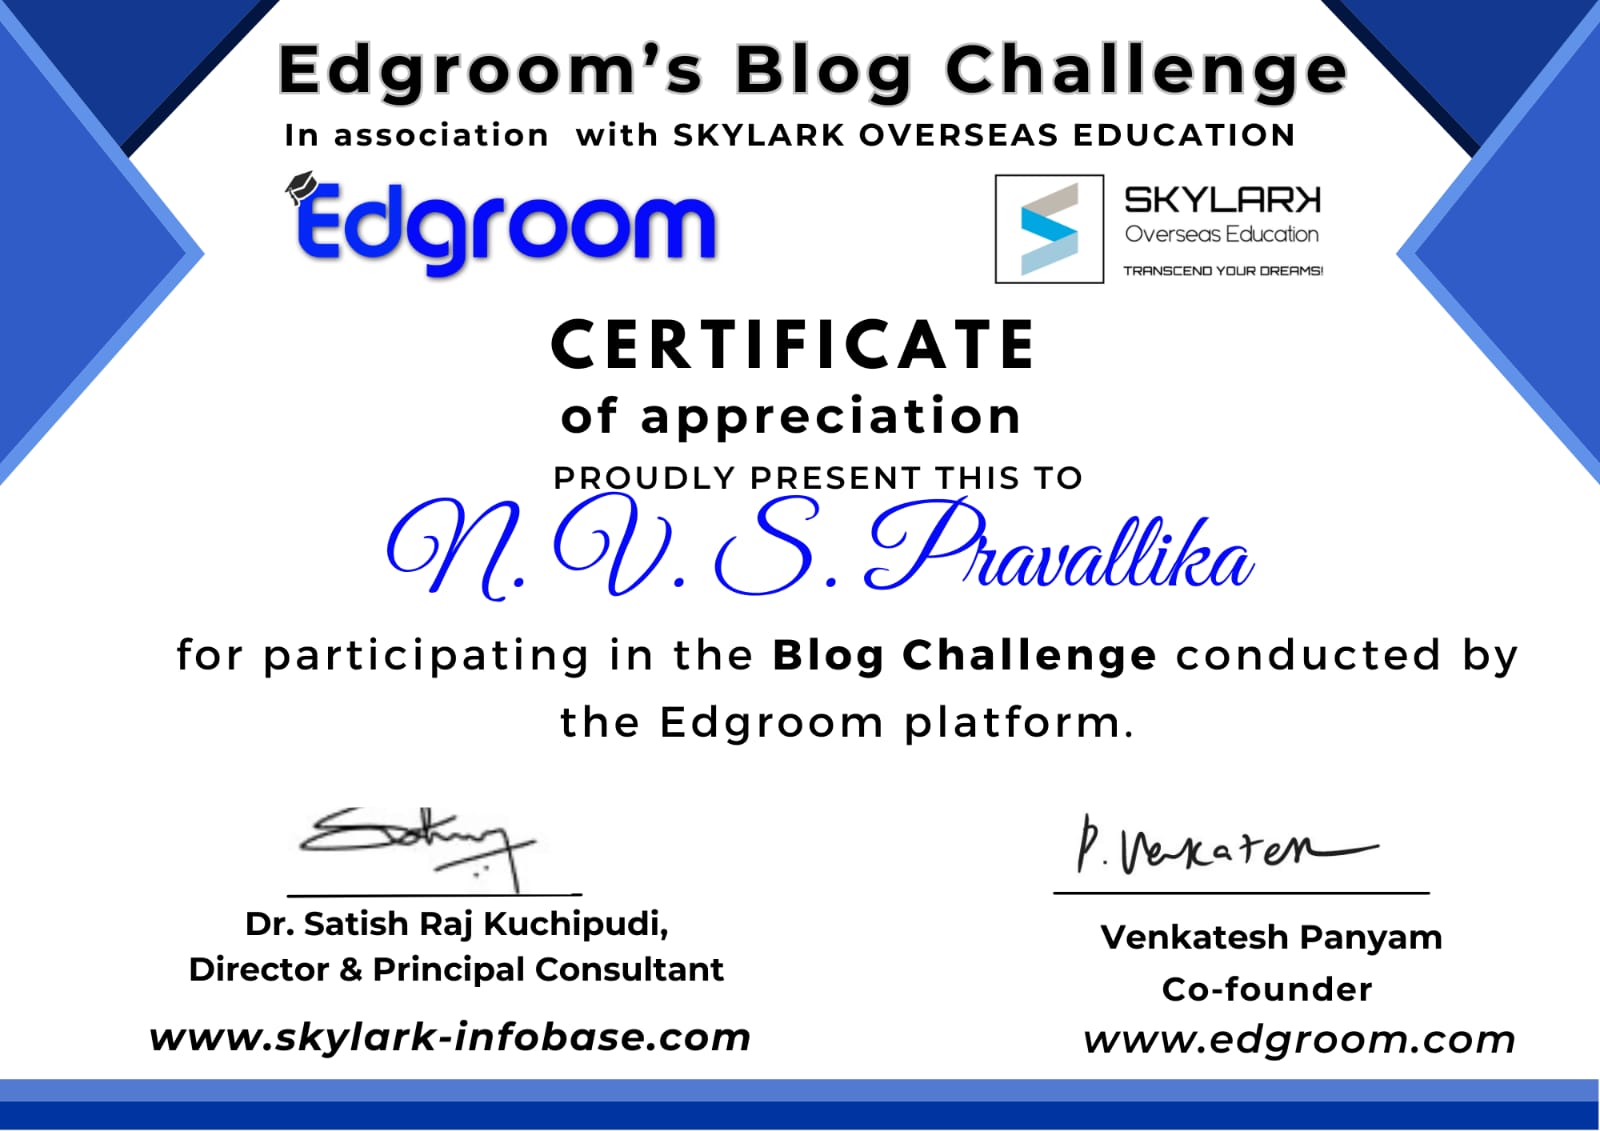 Edgroom’s Blog Challenge
In association with SKYLARK OVERSEAS EDUCATION
Edgroom
SKYLARK
Overseas Education
TRANSCEND YOUR DREAMS!
CERTIFICATE
of appreciation
PROUDLY PRESENT THIS TO
N. V. S. Pravallika
for participating in the Blog Challenge conducted by
the Edgroom platform.
P. Venkatesh
Dr. Satish Raj Kuchipudi,
Director & Principal Consultant
www.skylark-infobase.com
Venkatesh Panyam
Co-founder
www.edgroom.com